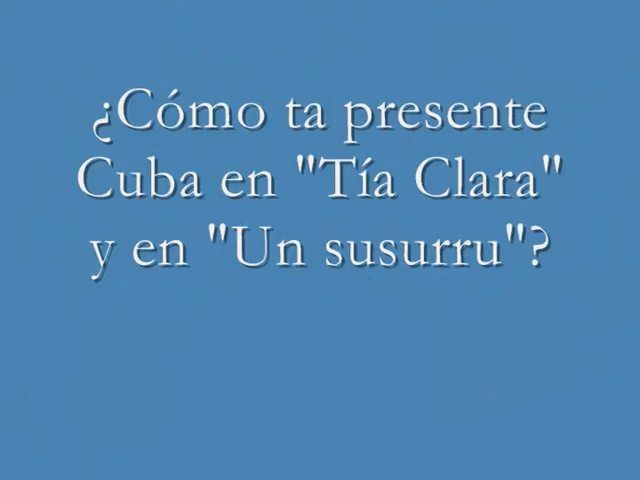 ¿Cómo ta presente
Cuba en "Tía Clara"
y en "Un susurru"?